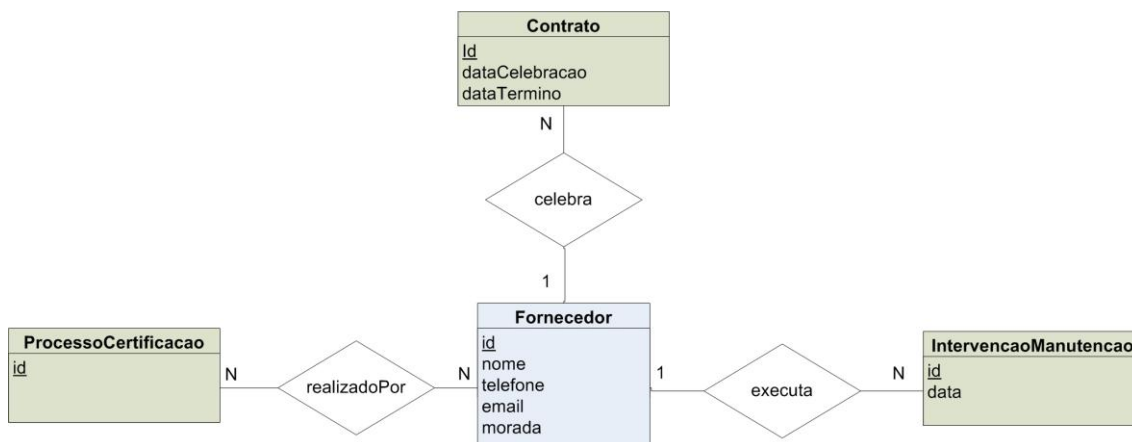 Contrato
Id
dataCelebracao
dataTermino
N
celebra
1
ProcessoCertificacao
id
N
realizadoPor
N
Fornecedor
id
nome
telefone
email
morada
1
executa
N
IntervencaoManutencao
id
data